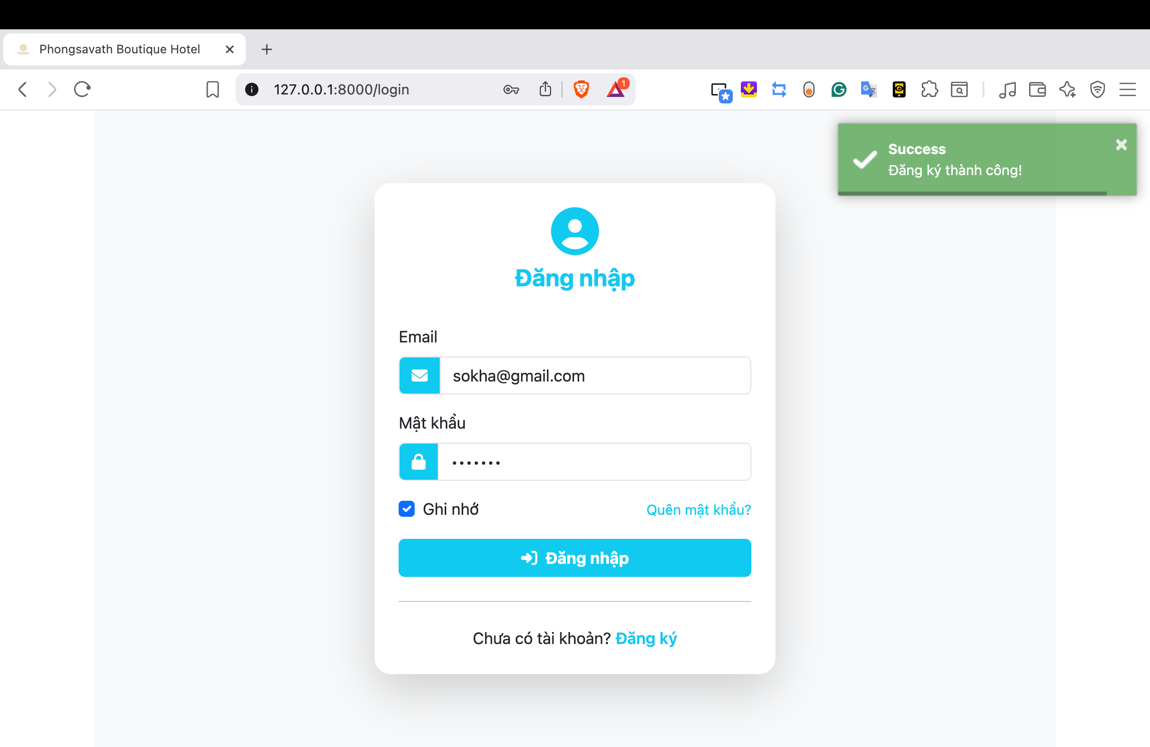 Phongsavath Boutique Hotel
127.0.0.1:8000/login
1
Success
Đăng ký thành công!
Đăng nhập
Email
sokha@gmail.com
Mật khẩu
•••••••
Ghi nhớ
Quên mật khẩu?
Đăng nhập
Chưa có tài khoản? Đăng ký